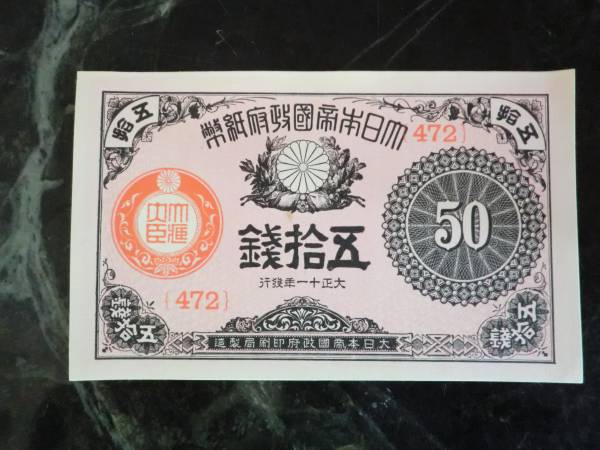 五拾
五拾
大日本帝國政府紙幣
{472}
50
大藏大臣
五拾錢
{472}
大正十一年發行
五拾錢
五拾錢
大日本帝國政府印刷局製造